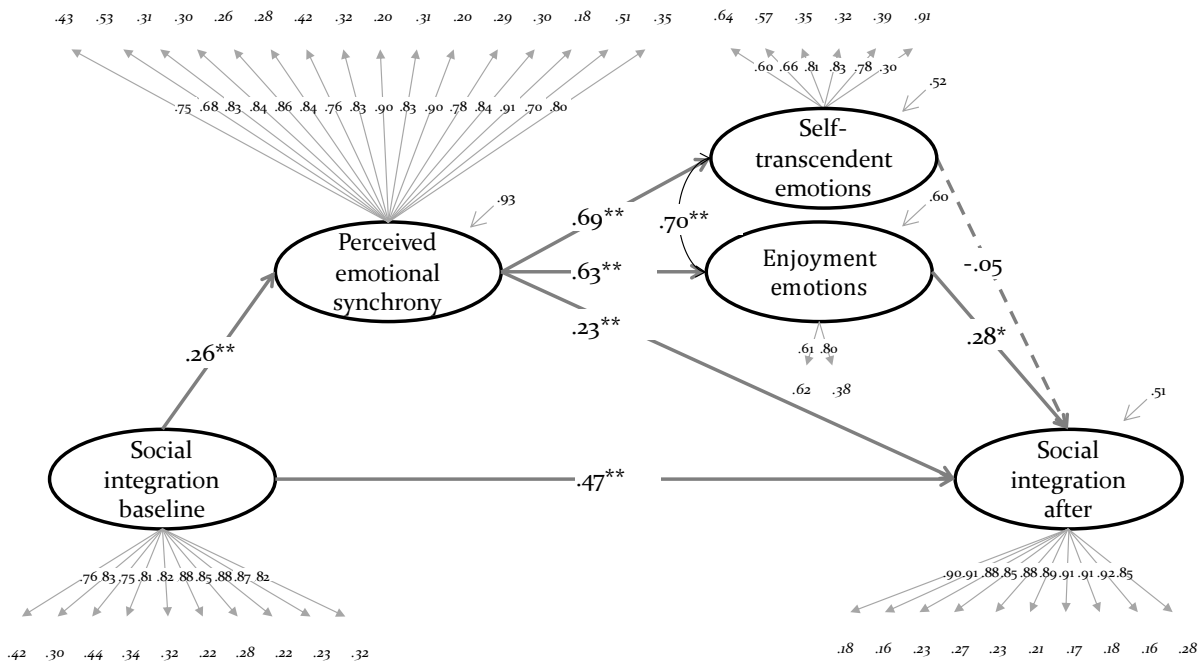 .43 .53 .31 .30 .26 .28 .42 .32 .20 .31 .20 .29 .30 .18 .51 .35
.64 .57 .35 .32 .39 .91
.60 .66 .81 .83 .78 .30
.75 .68 .83 .84 .86 .84 .76 .83 .90 .83 .90 .78 .84 .91 .70 .80
.52
Self-
transcendent
emotions
.93
.60
.69**
.70**
Perceived
emotional
synchrony
Enjoyment
emotions
-.05
.63**
.23**
.28*
.26**
.61 .80
.62 .38
.51
Social
integration
baseline
.47**
Social
integration
after
.76 .83 .75 .81 .82 .88 .85 .88 .87 .82
.90 .91 .88 .85 .88 .89 .91 .91 .92 .85
.42 .30 .44 .34 .32 .22 .28 .22 .23 .32
.18 .16 .23 .27 .23 .21 .17 .18 .16 .28